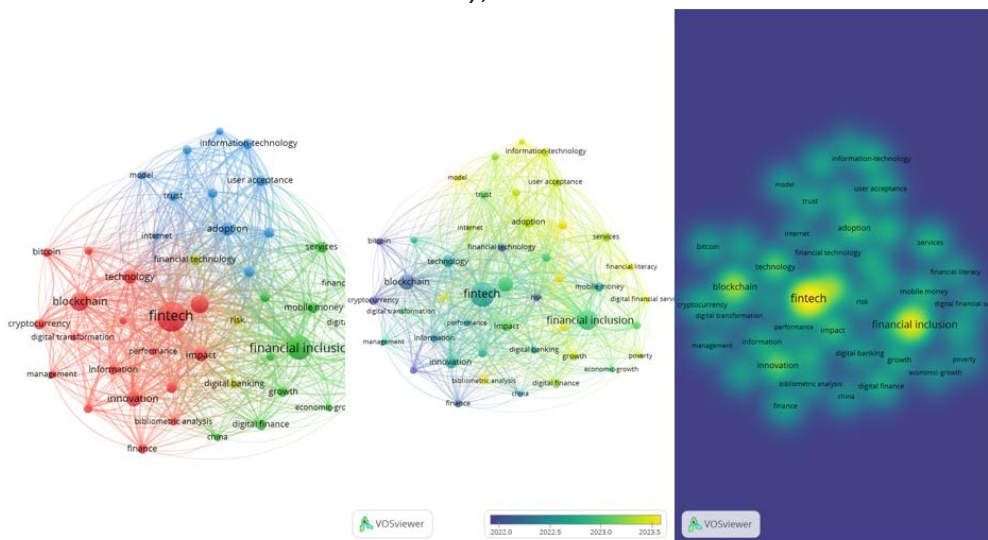 information-technology
model
user acceptance
trust
internet
adoption
services
bitcoin
financial technology
technology
financ
blockchain
mobile money
fintech
cryptocurrency
risk
digita
digital transformation
financial inclusio
performance
impact
management
information
digital banking
growth
innovation
economic-gro
bibliometric analysis
digital finance
china
finance
information-technology
model
user acceptance
trust
internet
adoption
services
bitcoin
financial technology
technology
financial literacy
blockchain
mobile money
fintech
cryptocurrency
risk
digital financial servi
digital transformation
financial inclusion
performance
impact
management
information
digital banking
growth
poverty
innovation
economic-growth
bibliometric analysis
digital finance
china
finance
VOSviewer
2022.0 2022.5 2023.0 2023.5
information-technology
model
user acceptance
trust
internet
adoption
services
bitcoin
financial technology
technology
financial literacy
blockchain
mobile money
fintech
cryptocurrency
risk
digital financial se
digital transformation
financial inclusion
performance
impact
management
information
digital banking
growth
poverty
innovation
economic-growth
bibliometric analysis
digital finance
china
finance
VOSviewer